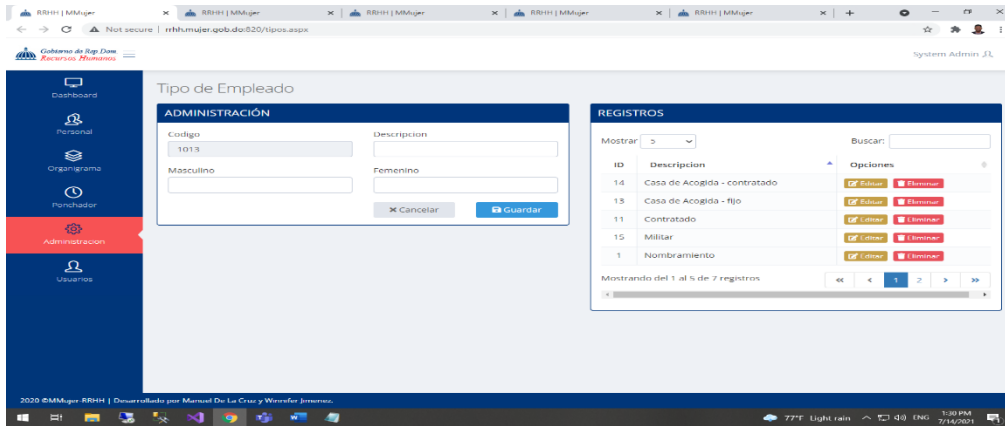 RRHH | MMujer
RRHH | MMujer
RRHH | MMujer
RRHH | MMujer
RRHH | MMujer
Not secure | rrhh.mujer.gob.do:820/tipos.aspx
Gobierno de Rep Dom
Recursos Humanos
System Admin
Dashboard
Personal
Organigrama
Ponchador
Administracion
Usuarios
Tipo de Empleado
ADMINISTRACIÓN
Codigo
Descripcion
1013
Masculino
Femenino
Cancelar
Guardar
REGISTROS
Mostrar 5
Buscar:
ID Descripcion Opciones
14 Casa de Acogida - contratado Editar Eliminar
13 Casa de Acogida - fijo Editar Eliminar
11 Contratado Editar Eliminar
15 Militar Editar Eliminar
1 Nombramiento Editar Eliminar
Mostrando del 1 al 5 de 7 registros
« < 1 2 > »
2020 ©MMujer-RRHH | Desarrollado por Manuel De La Cruz y Winnifer Jimenez.
77°F Light rain ENG 1:30 PM
7/14/2021